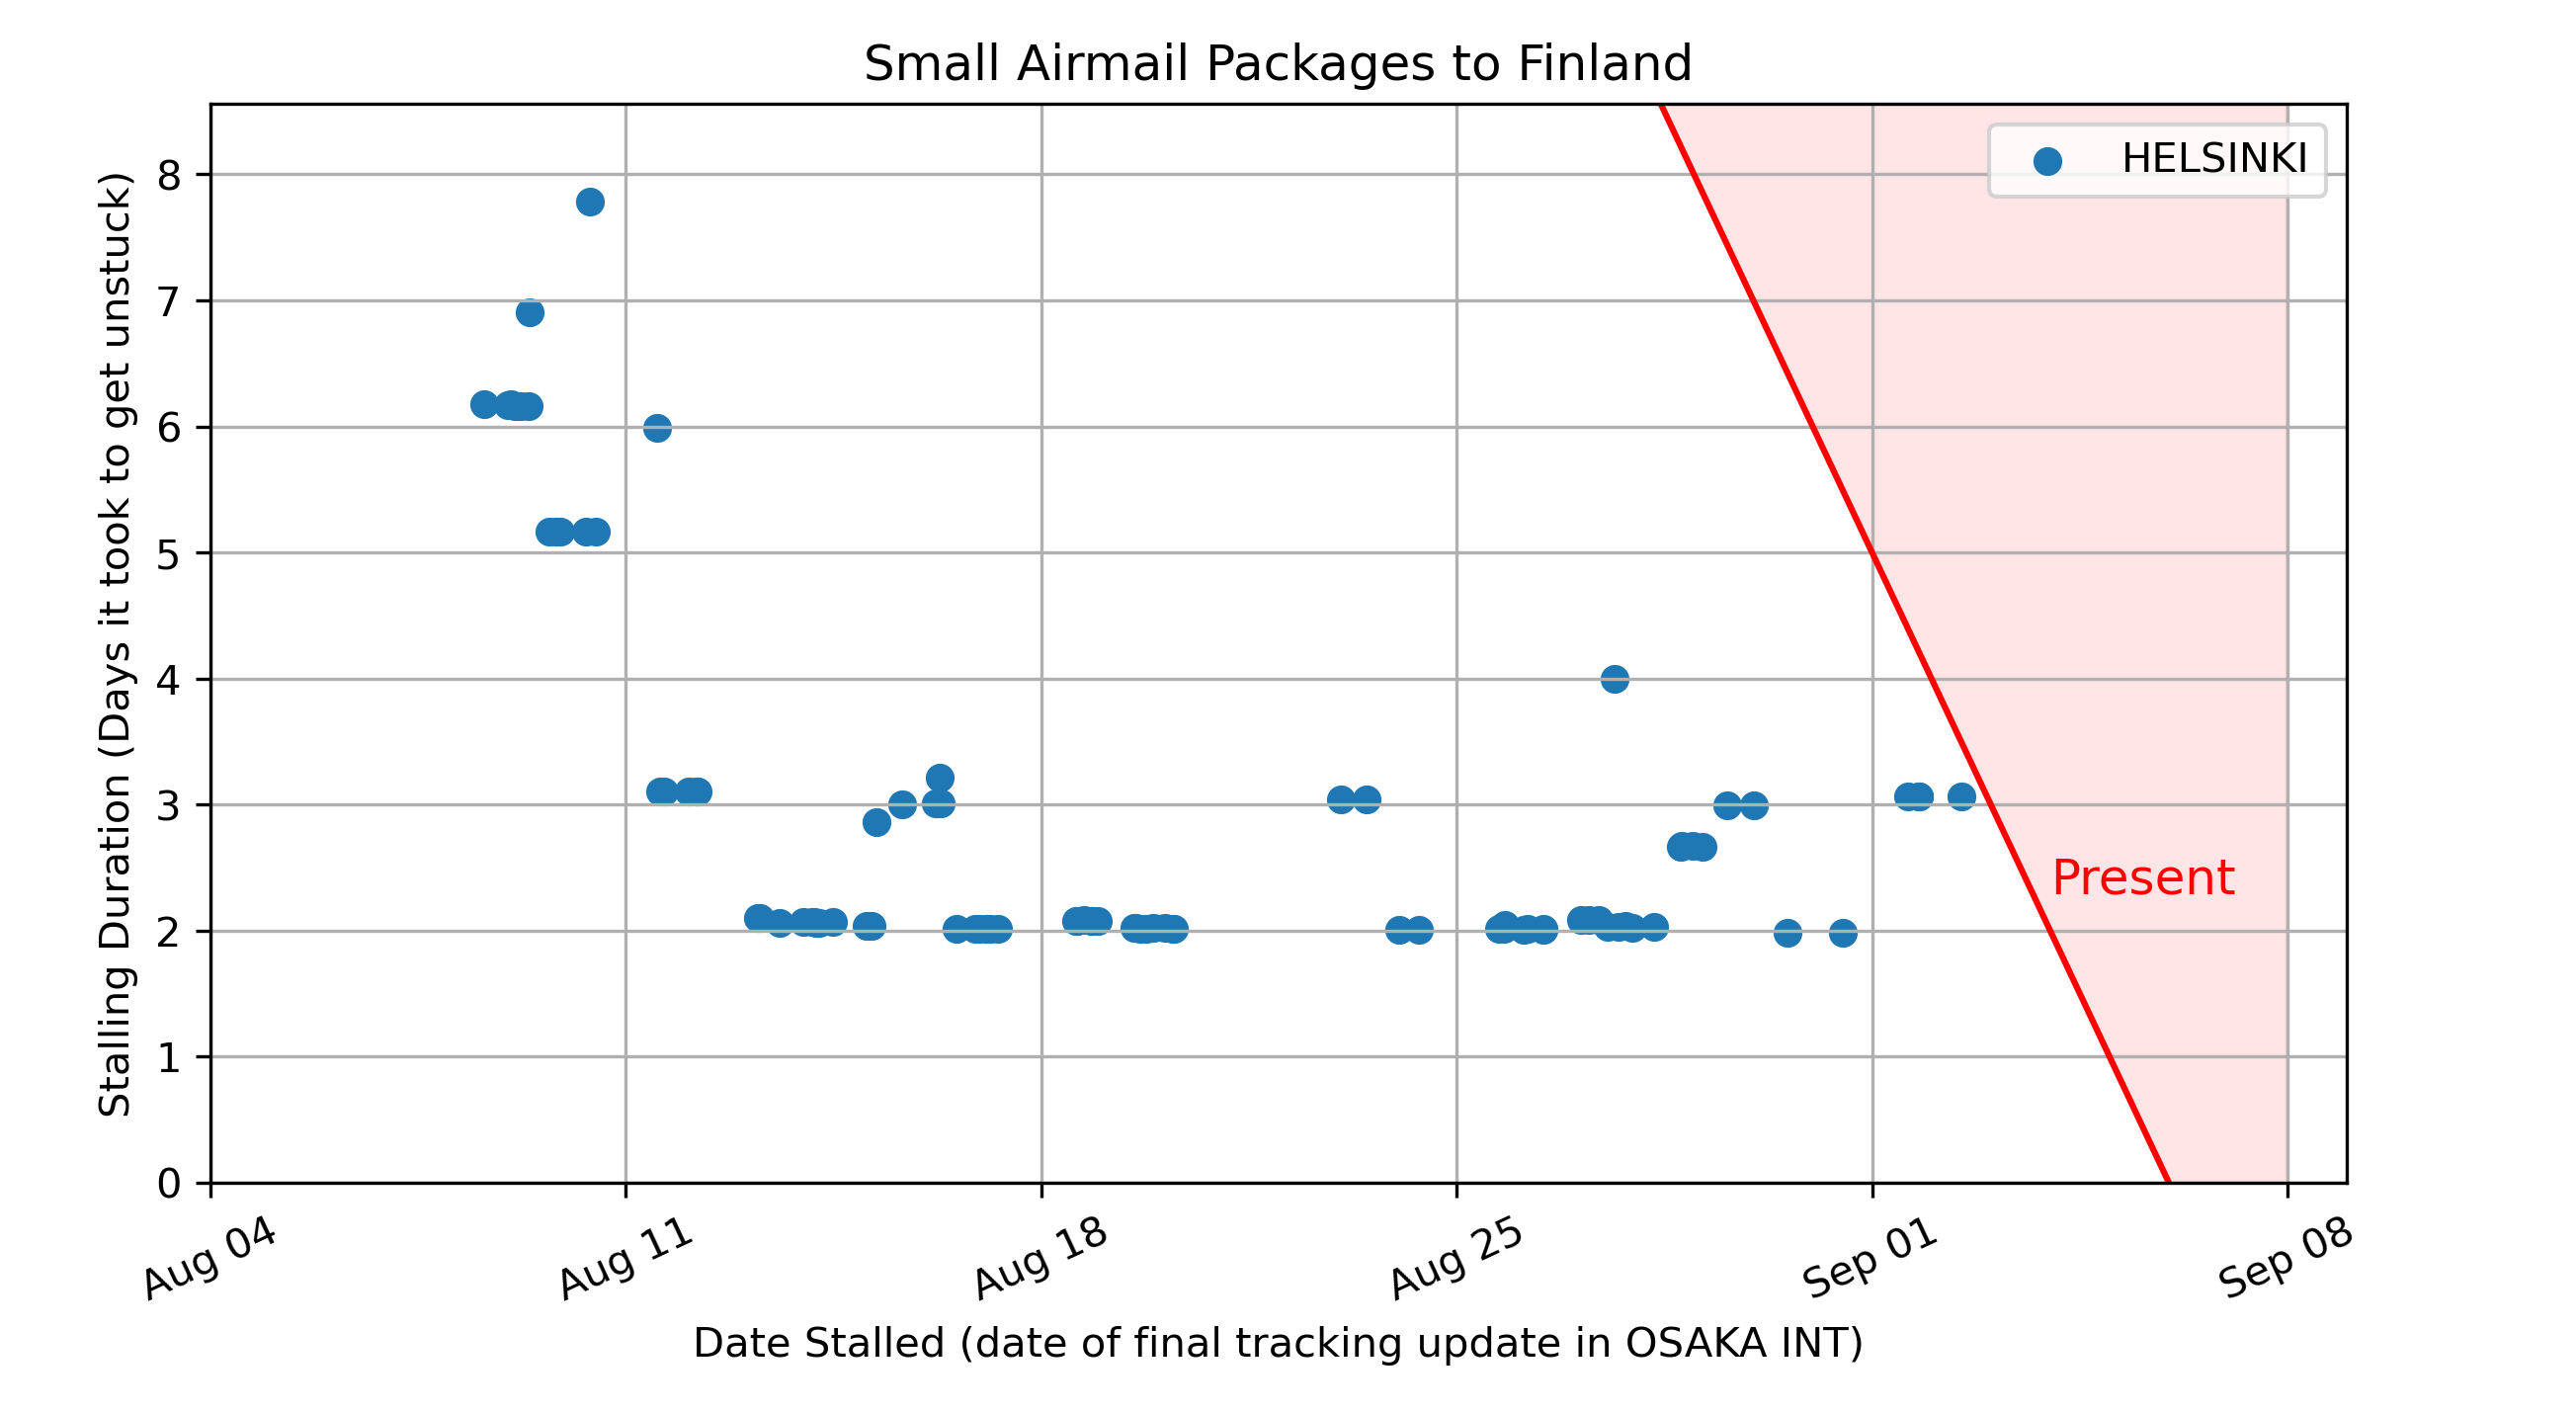 Small Airmail Packages to Finland
HELSINKI
Stalling Duration (Days it took to get unstuck)
8
7
6
5
4
3
2
1
0
Present
Aug 04
Aug 11
Aug 18
Aug 25
Sep 01
Sep 08
Date Stalled (date of final tracking update in OSAKA INT)